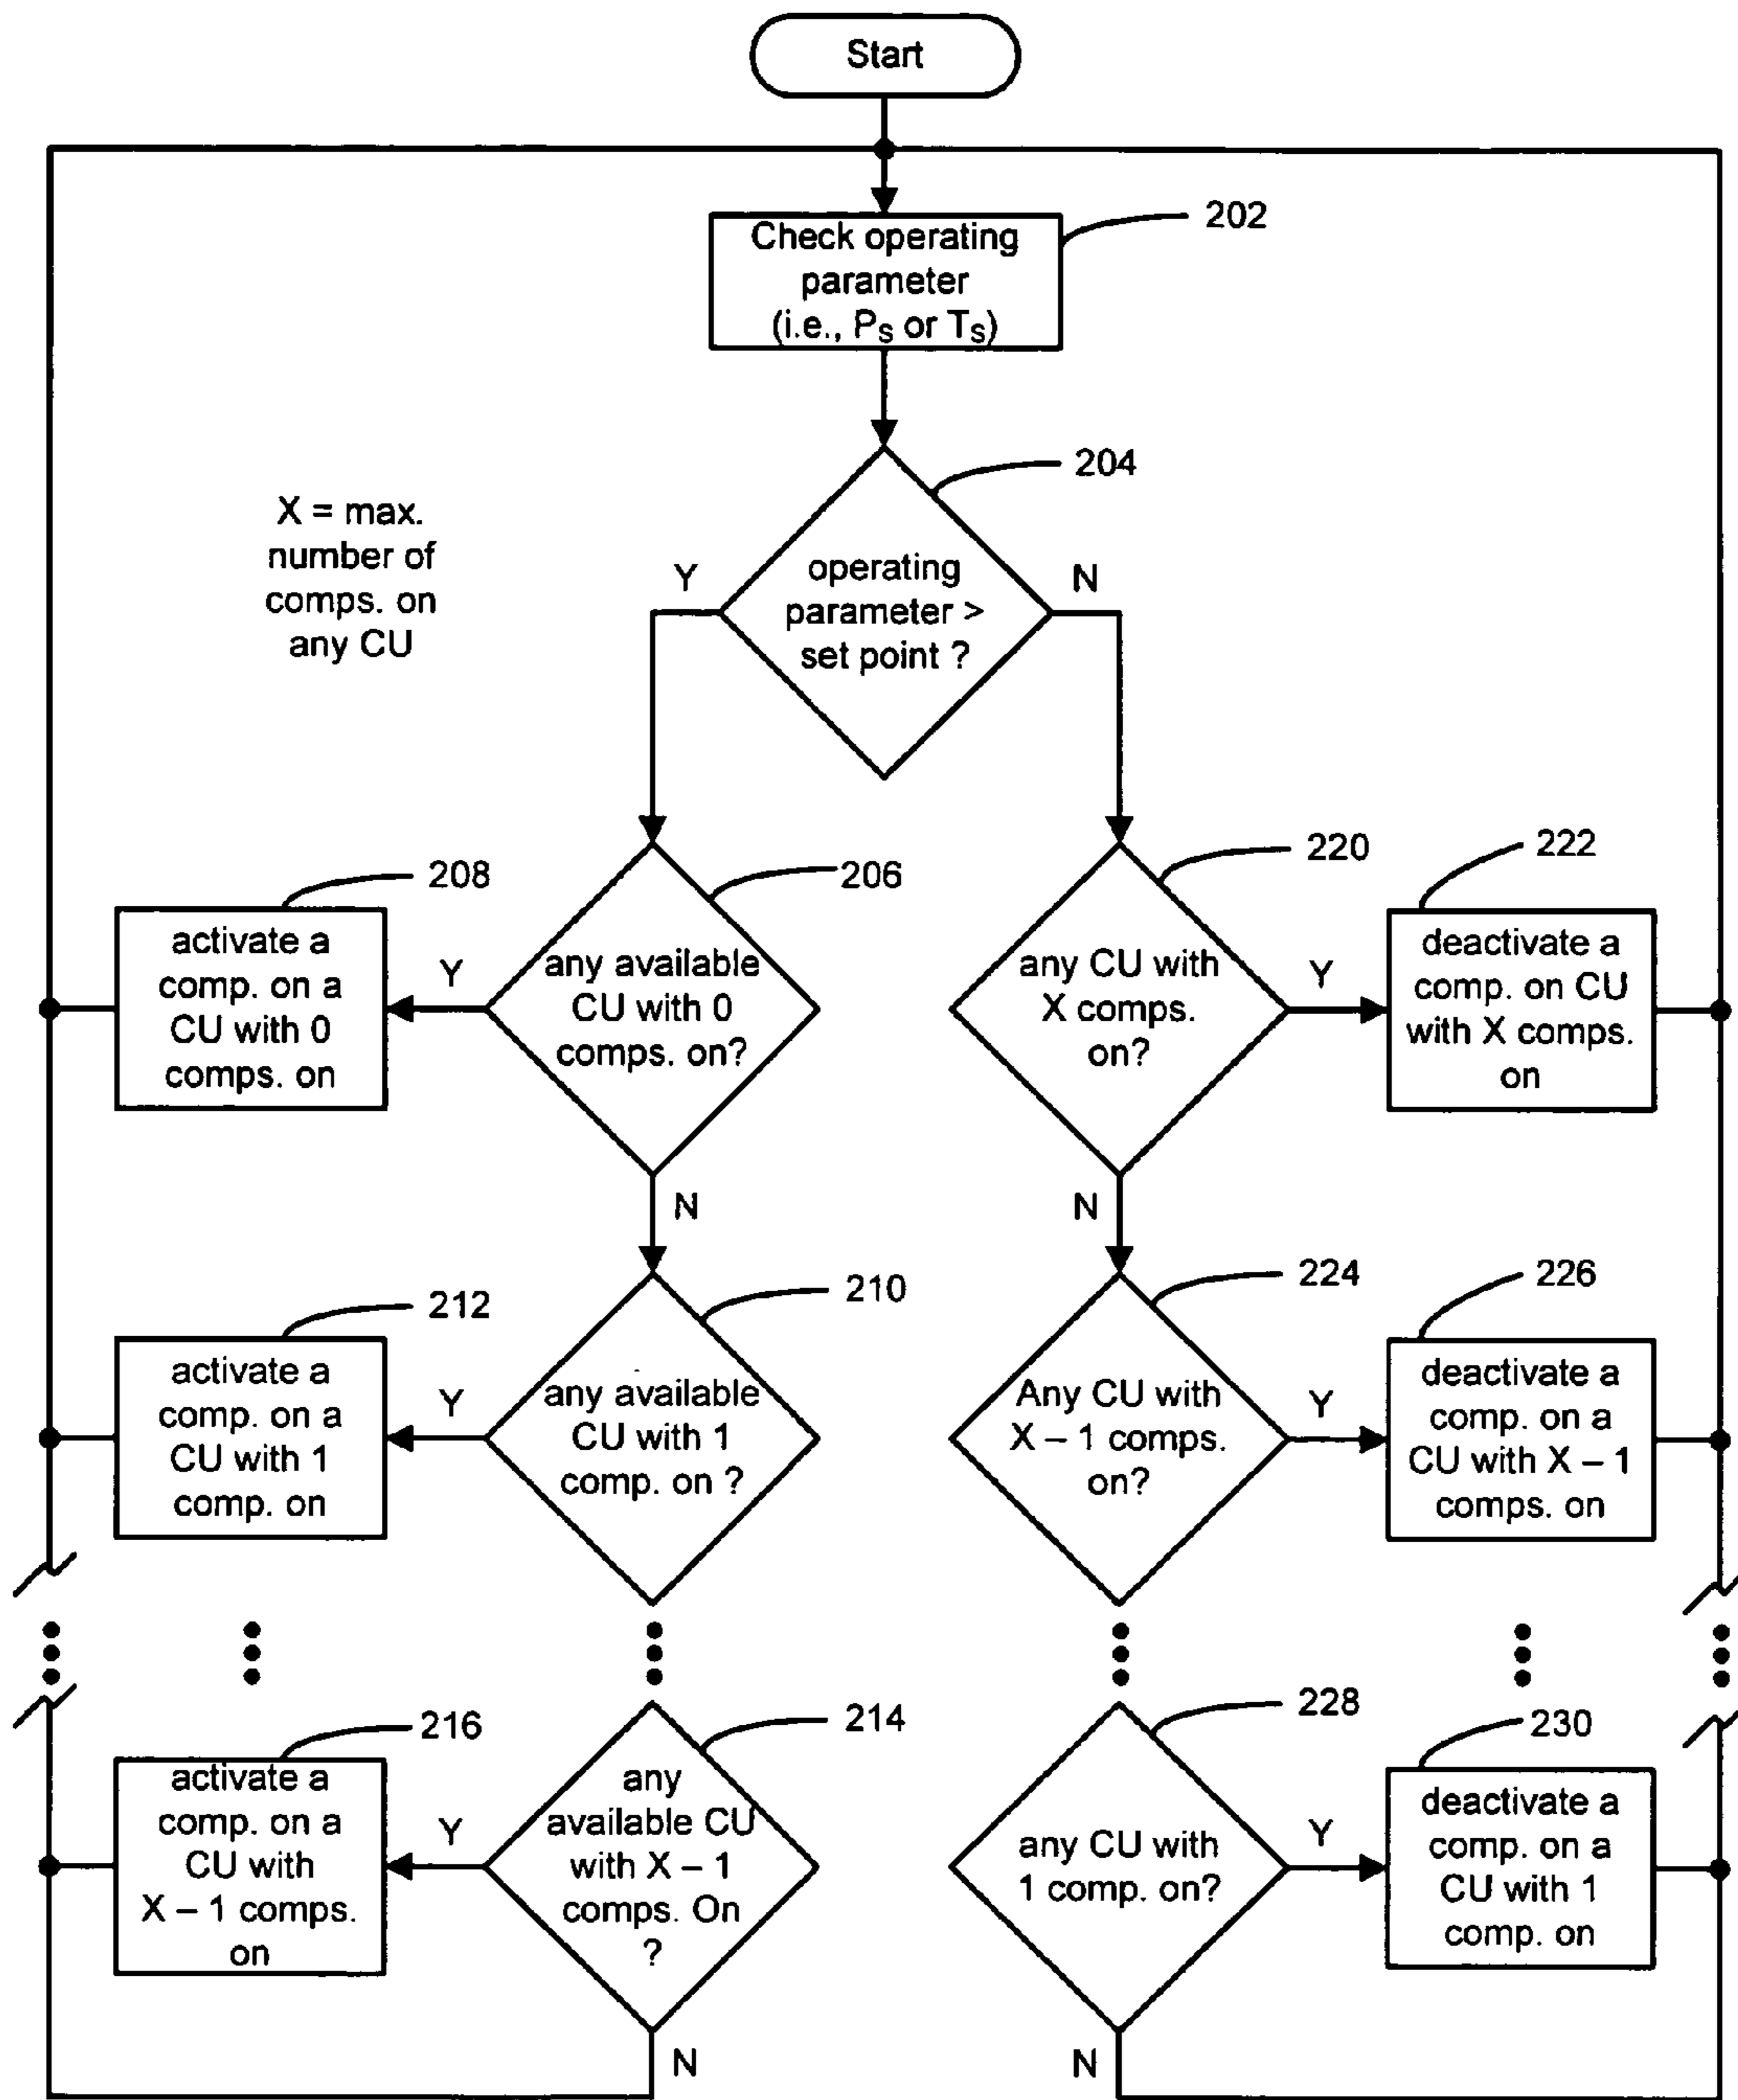 Start
202
Check operating
parameter
(i.e., PS or TS)
204
X = max.
number of
comps. on
any CU
Y
operating
parameter >
set point ?
N
208
activate a
comp. on a
CU with 0
comps. on
Y
206
any available
CU with 0
comps. on?
N
220
any CU with
X comps.
on?
Y
N
222
deactivate a
comp. on CU
with X comps.
on
212
activate a
comp. on a
CU with 1
comp. on
Y
210
any available
CU with 1
comp. on ?
224
Any CU with
X – 1 comps.
on?
Y
226
deactivate a
comp. on a
CU with X – 1
comps. on
216
activate a
comp. on a
CU with
X – 1 comps.
on
Y
214
any
available CU
with X – 1
comps. On
?
N
228
any CU with
1 comp. on?
Y
N
230
deactivate a
comp. on a
CU with 1
comp. on